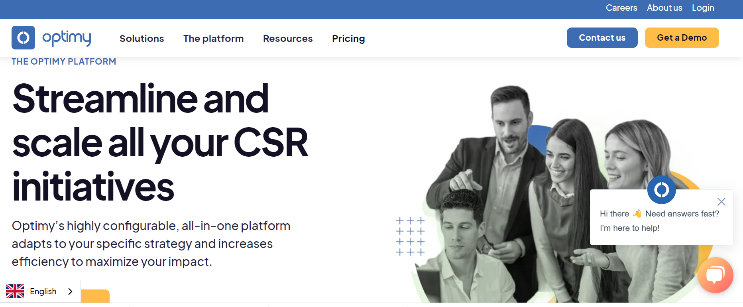 Careers About us Login
optimy Solutions The platform Resources Pricing Contact us Get a Demo
THE OPTIMY PLATFORM
Streamline and
scale all your CSR
initiatives
Optimy's highly configurable, all-in-one platform
adapts to your specific strategy and increases
efficiency to maximize your impact.
Hi there 👋 Need answers fast?
I'm here to help!
English